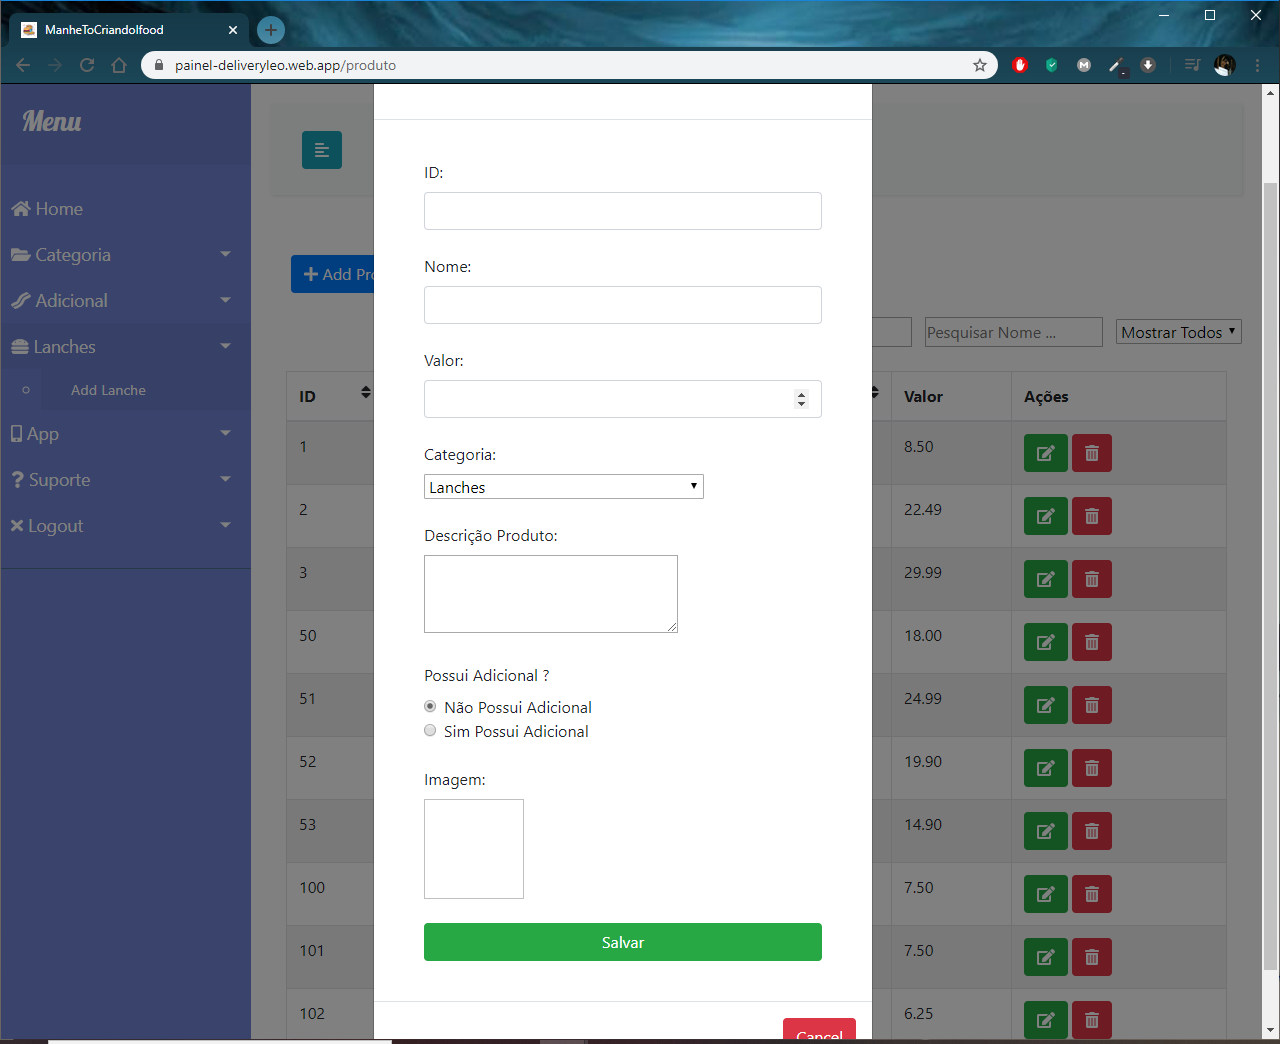 ManheToCriandoIfood
painel-deliveryleo.web.app/produto
Menu
Home
Categoria
Adicional
Lanches
Add Lanche
App
Suporte
Logout
Add Pro
Pesquisar Nome ...
Mostrar Todos
ID
Valor
Ações
1
8.50
2
22.49
3
29.99
50
18.00
51
24.99
52
19.90
53
14.90
100
7.50
101
7.50
102
6.25
ID:
Nome:
Valor:
Categoria:
Lanches
Descrição Produto:
Possui Adicional ?
Não Possui Adicional
Sim Possui Adicional
Imagem:
Salvar
Cancel